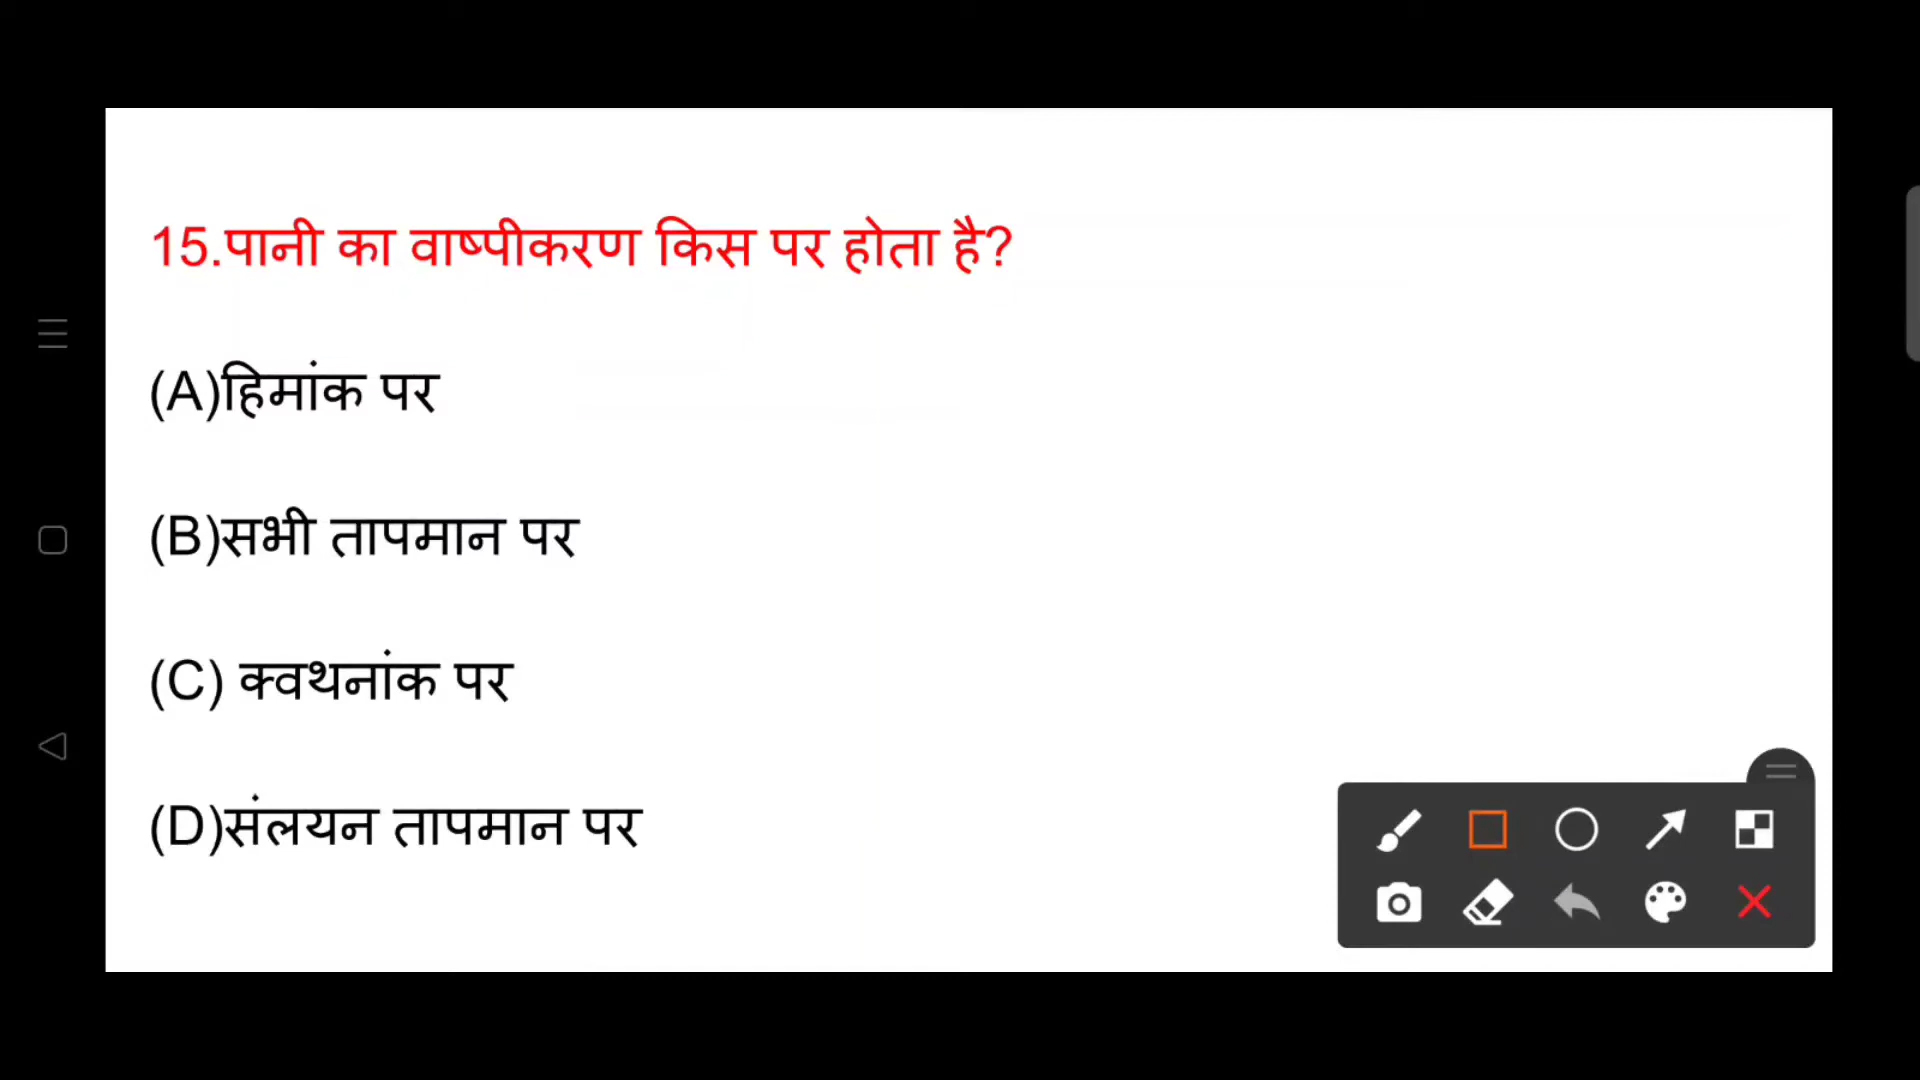 15.पानी का वाष्पीकरण किस पर होता है?
(A)हिमांक पर
(B)सभी तापमान पर
(C) क्वथनांक पर
(D)संलयन तापमान पर